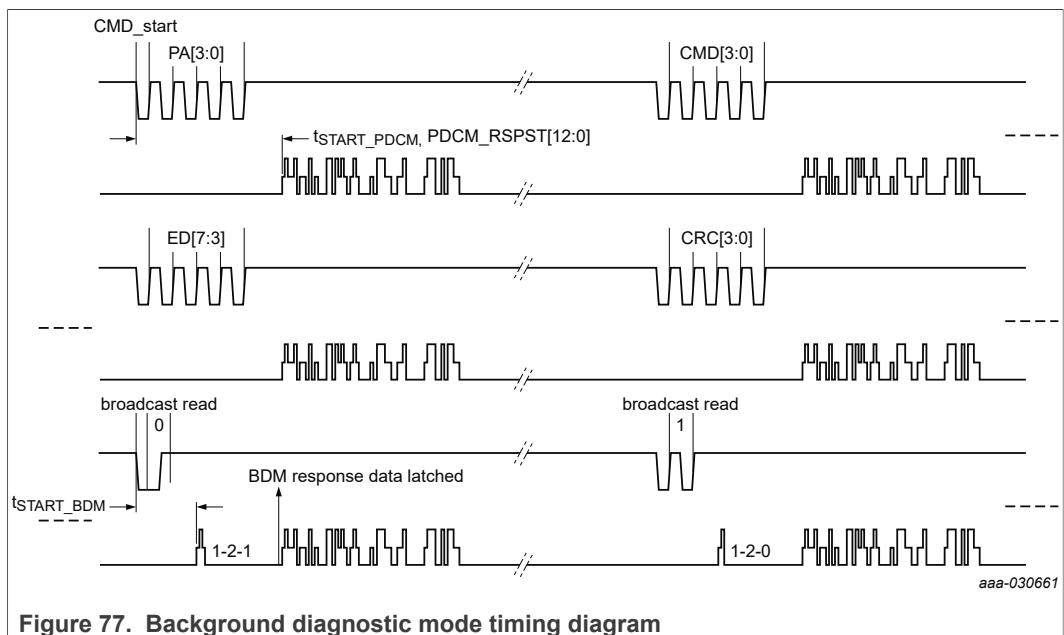 CMD_start
PA[3:0]
CMD[3:0]
tSTART_PDCM, PDCM_RSPST[12:0]
ED[7:3]
CRC[3:0]
broadcast read
broadcast read
0
1
BDM response data latched
tSTART_BDM
1-2-1
1-2-0
aaa-030661
Figure 77. Background diagnostic mode timing diagram